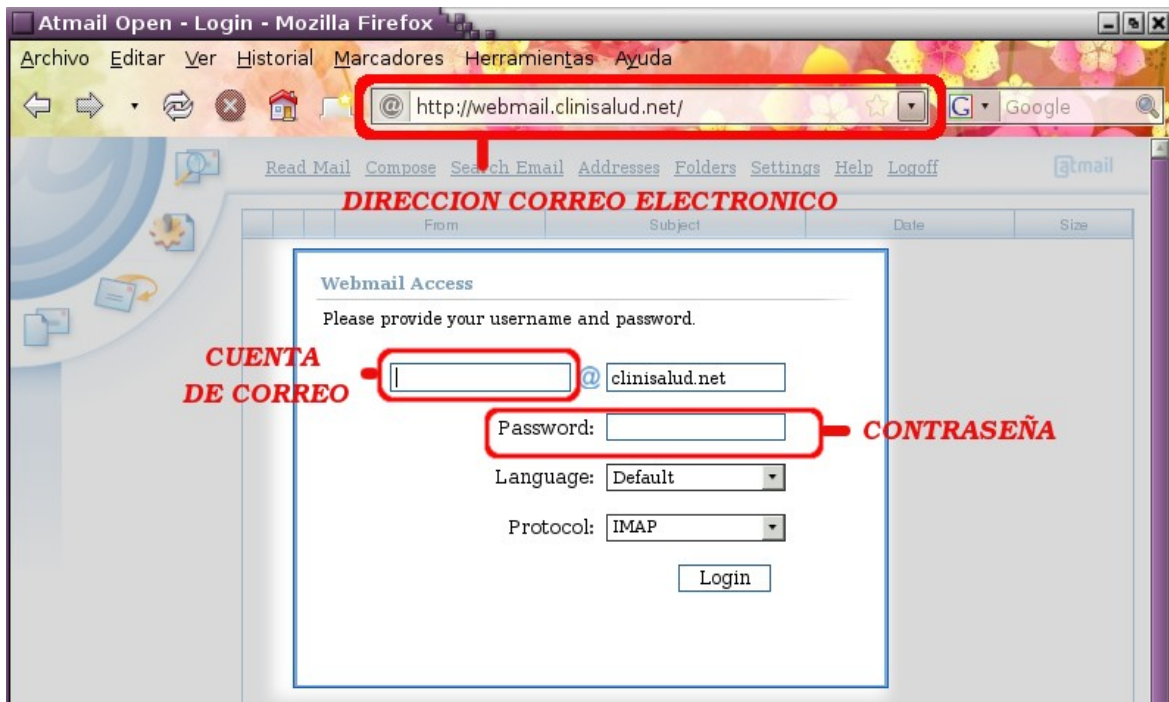 Atmail Open - Login - Mozilla Firefox
Archivo Editar Ver Historial Marcadores Herramientas Ayuda
@ http://webmail.clinisalud.net/ G Google
Read Mail Compose Search Email Addresses Folders Settings Help Logoff @tmail
DIRECCION CORREO ELECTRONICO
From Subject Date Size
Webmail Access
Please provide your username and password.
CUENTA
DE CORREO
@ clinisalud.net
Password: CONTRASEÑA
Language: Default
Protocol: IMAP
Login